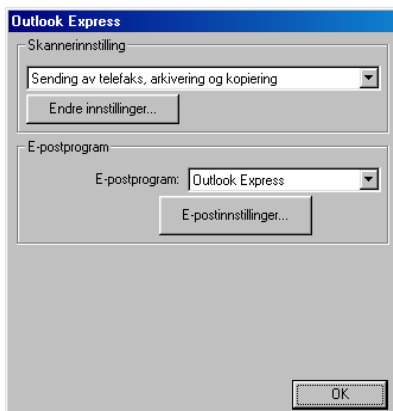 Outlook Express
Skannerinnstilling
Sending av telefaks, arkivering og kopiering
Endre innstillinger...
E-postprogram
E-postprogram: Outlook Express
E-postinnstillinger...
OK